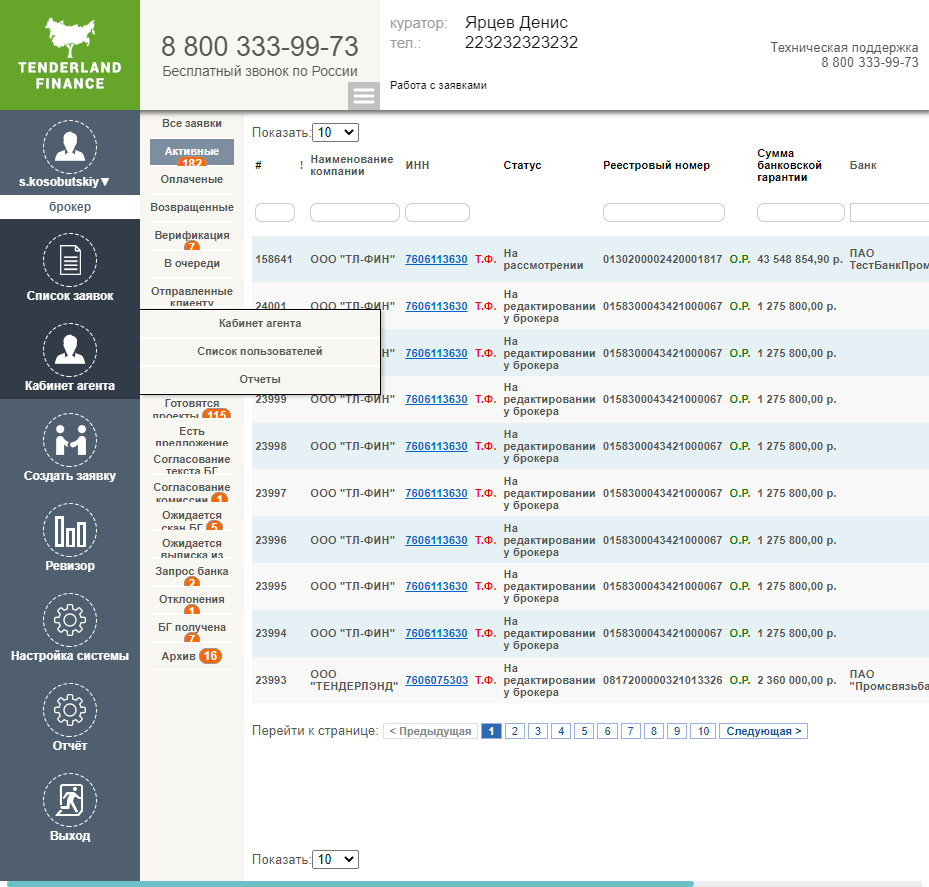 TENDERLAND
FINANCE
8 800 333-99-73
Бесплатный звонок по России
куратор: Ярцев Денис
тел.: 223232323232
Работа с заявками
Техническая поддержка
8 800 333-99-73
s.kosobutskiy▼
брокер
Список заявок
Кабинет агента
Создать заявку
Ревизор
Настройка системы
Отчёт
Выход
Все заявки
Активные
182
Оплаченые
Возвращенные
Верификация
7
В очереди
Отправленные
клиенту
Кабинет агента
Список пользователей
Отчеты
Готовятся
проекты 115
Есть
предложение
Согласование
текста БГ
Согласование
комиссии 1
Ожидается
скан БГ 5
Ожидается
выписка из
Запрос банка
2
Отклонения
1
БГ получена
7
Архив 16
Показать: 10
# ! Наименование
компании ИНН Статус Реестровый номер Сумма
банковской
гарантии Банк
158641 ООО "ТЛ-ФИН" 7606113630 Т.Ф. На
рассмотрении 0130200002420001817 О.Р. 43 548 854,90 р. ПАО
ТестБанкПром
24001 ООО "ТЛ-ФИН" 7606113630 Т.Ф. На
редактировании
у брокера 0158300043421000067 О.Р. 1 275 800,00 р.
Н" 7606113630 Т.Ф. На
редактировании
у брокера 0158300043421000067 О.Р. 1 275 800,00 р.
23999 ООО "ТЛ-ФИН" 7606113630 Т.Ф. На
редактировании
у брокера 0158300043421000067 О.Р. 1 275 800,00 р.
23998 ООО "ТЛ-ФИН" 7606113630 Т.Ф. На
редактировании
у брокера 0158300043421000067 О.Р. 1 275 800,00 р.
23997 ООО "ТЛ-ФИН" 7606113630 Т.Ф. На
редактировании
у брокера 0158300043421000067 О.Р. 1 275 800,00 р.
23996 ООО "ТЛ-ФИН" 7606113630 Т.Ф. На
редактировании
у брокера 0158300043421000067 О.Р. 1 275 800,00 р.
23995 ООО "ТЛ-ФИН" 7606113630 Т.Ф. На
редактировании
у брокера 0158300043421000067 О.Р. 1 275 800,00 р.
23994 ООО "ТЛ-ФИН" 7606113630 Т.Ф. На
редактировании
у брокера 0158300043421000067 О.Р. 1 275 800,00 р.
23993 ООО
"ТЕНДЕРЛЭНД" 7606075303 Т.Ф. На
редактировании
у брокера 0817200000321013326 О.Р. 2 360 000,00 р. ПАО
"Промсвязьба
Перейти к странице: < Предыдущая 1 2 3 4 5 6 7 8 9 10 Следующая >
Показать: 10